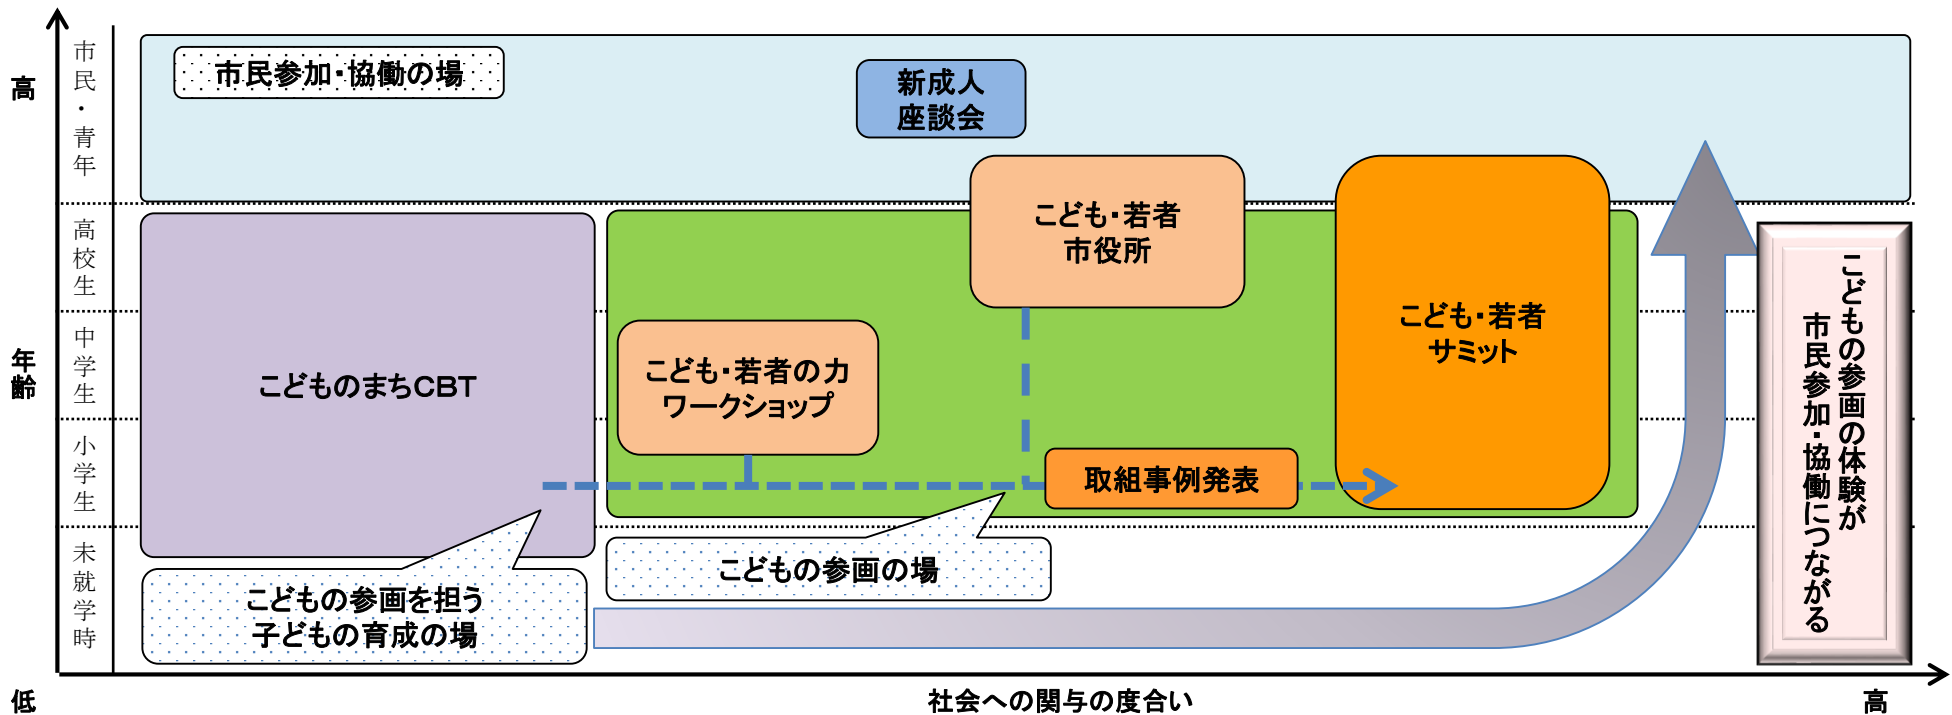 高
年齢
低
市民・青年
高校生
中学生
小学生
未就学時
市民参加・協働の場
新成人
座談会
こども・若者
市役所
こども・若者
サミット
こどものまちCBT
こども・若者の力
ワークショップ
取組事例発表
こどもの参画の場
こどもの参画を担う
子どもの育成の場
こどもの参画の体験が
市民参加・協働につながる
社会への関与の度合い
高